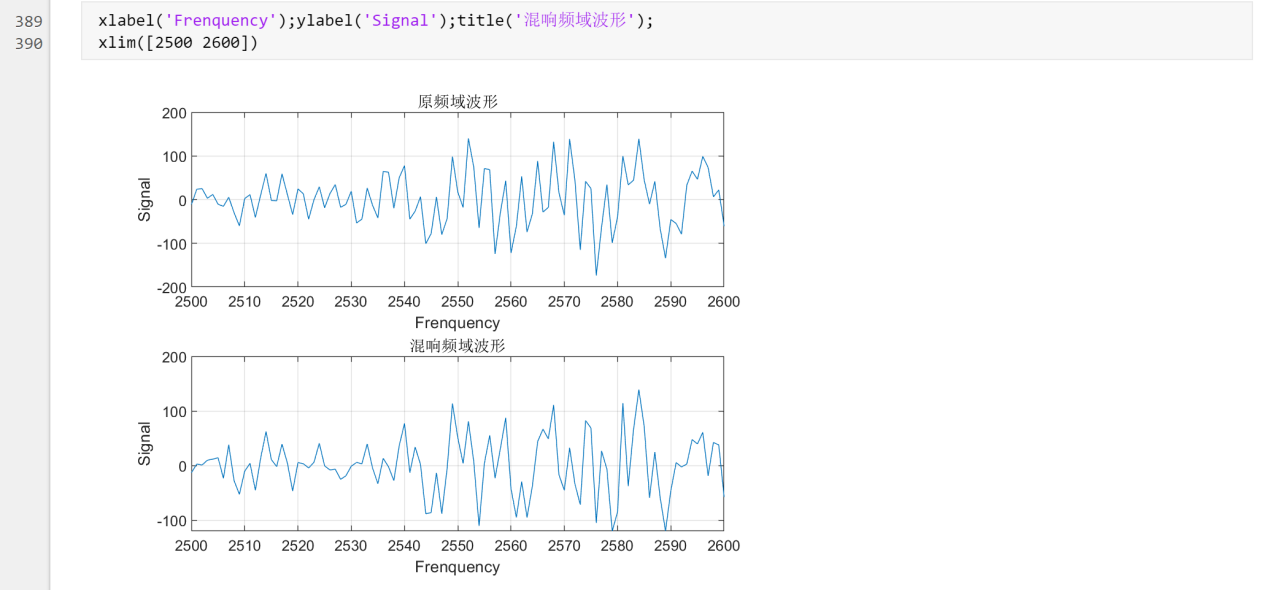 389 xlabel('Frenquency');ylabel('Signal');title('混响频域波形');
390 xlim([2500 2600])
原频域波形
200
100
0
-100
-200
Signal
2500 2510 2520 2530 2540 2550 2560 2570 2580 2590 2600
Frenquency
混响频域波形
200
100
0
-100
Signal
2500 2510 2520 2530 2540 2550 2560 2570 2580 2590 2600
Frenquency